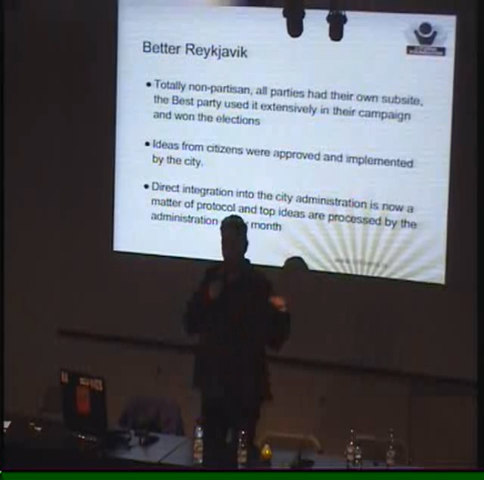 Better Reykjavik
• Totally non-partisan, all parties had their own subsite,
the Best party used it extensively in their campaign
and won the elections
• Ideas from citizens were approved and implemented
by the city.
• Direct integration into the city administration is now a
matter of protocol and top ideas are processed by the
administration month